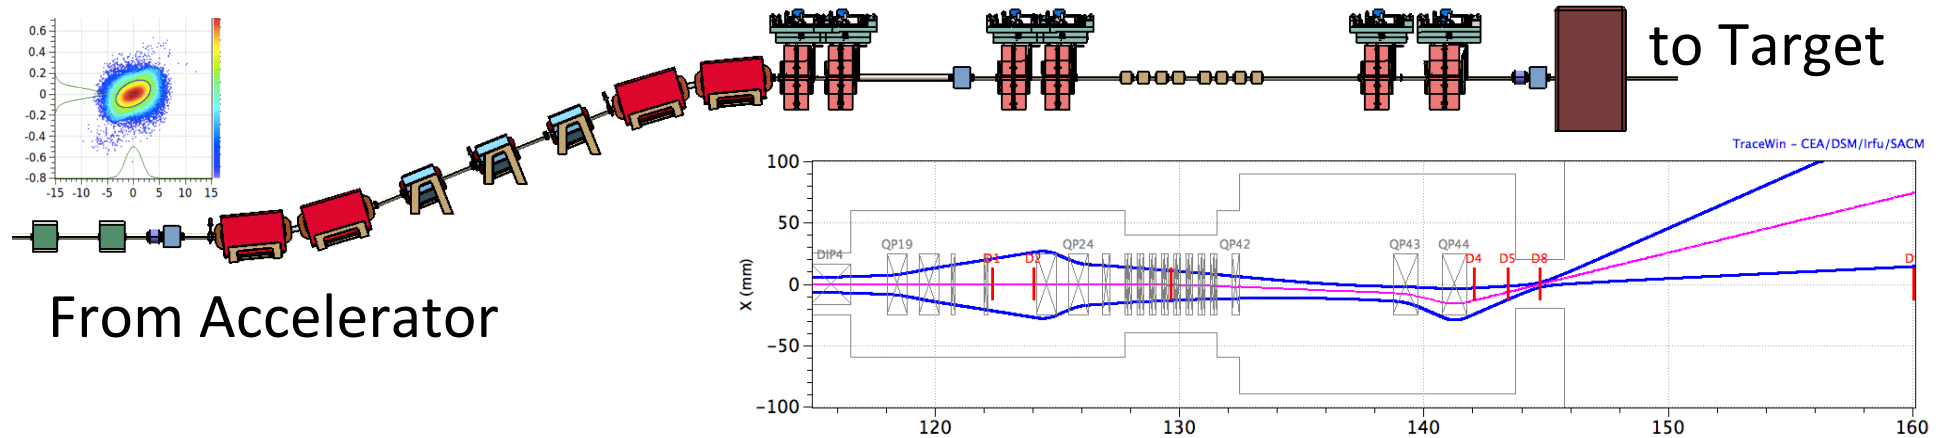 0.6
0.4
0.2
0
-0.2
-0.4
-0.6
-0.8
-15 -10 -5 0 5 10 15
From Accelerator
to Target
TraceWin - CEA/DSM/Irfu/SACM
X (mm)
100
50
0
-50
-100
DIP4 QP19 QP24 QP42 QP43 QP44
D1 D2 D4 D5 D8 D
120 130 140 150 160